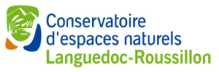 Conservatoire
d'espaces naturels
Languedoc-Roussillon